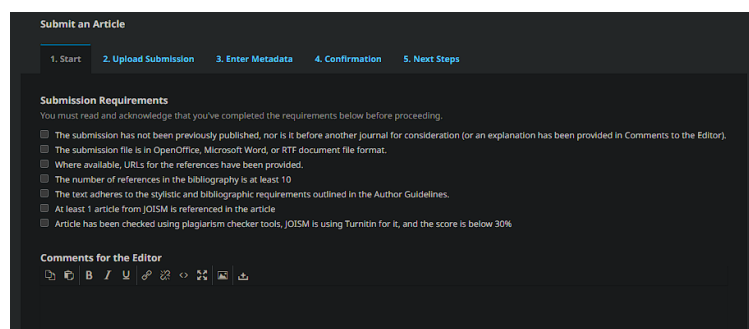 Submit an Article
1. Start 2. Upload Submission 3. Enter Metadata 4. Confirmation 5. Next Steps
Submission Requirements
You must read and acknowledge that you've completed the requirements below before proceeding.
The submission has not been previously published, nor is it before another journal for consideration (or an explanation has been provided in Comments to the Editor).
The submission file is in OpenOffice, Microsoft Word, or RTF document file format.
Where available, URLs for the references have been provided.
The number of references in the bibliography is at least 10
The text adheres to the stylistic and bibliographic requirements outlined in the Author Guidelines.
At least 1 article from JOISM is referenced in the article
Article has been checked using plagiarism checker tools, JOISM is using Turnitin for it, and the score is below 30%
Comments for the Editor
B I U